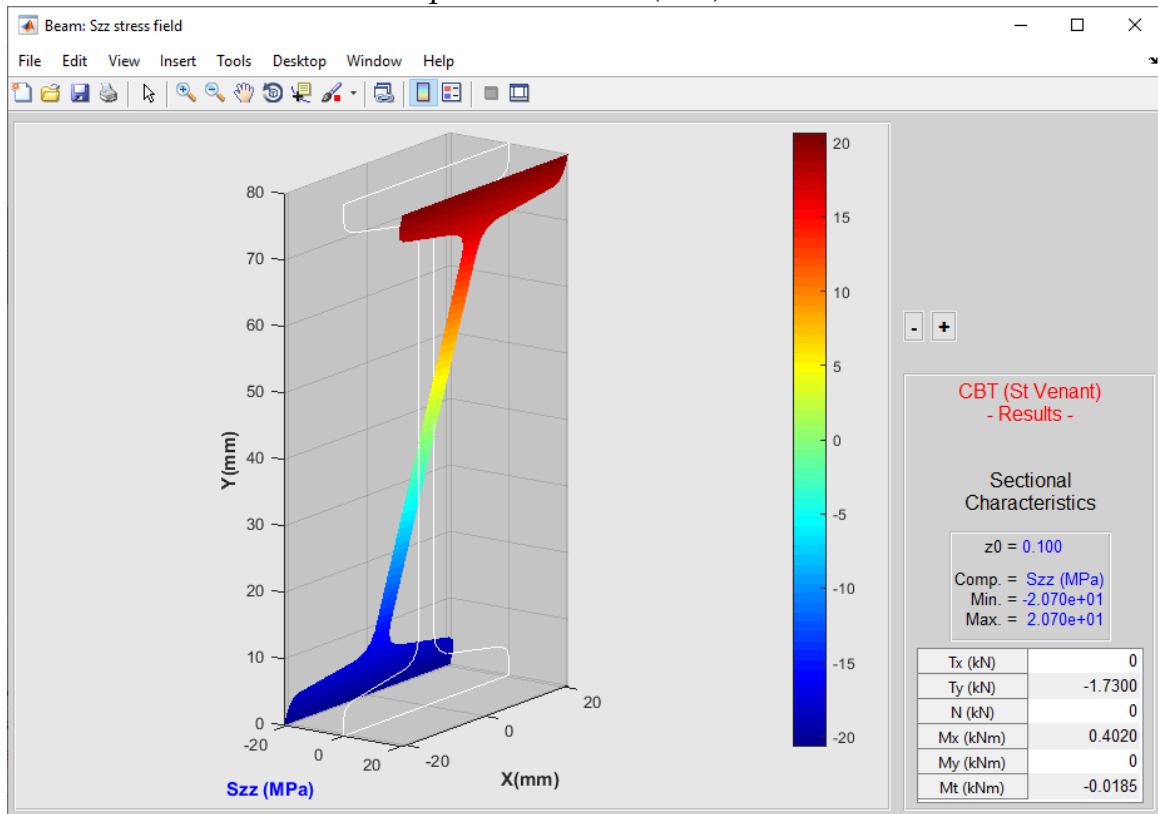 Beam: Szz stress field
File Edit View Insert Tools Desktop Window Help
80
70
60
50
40
30
20
10
0
Y(mm)
-20
0
20
Szz (MPa)
-20
0
20
X(mm)
20
15
10
5
0
-5
-10
-15
-20
- +
CBT (St Venant)
- Results -
Sectional
Characteristics
z0 = 0.100
Comp. = Szz (MPa)
Min. = -2.070e+01
Max. = 2.070e+01
Tx (kN) 0
Ty (kN) -1.7300
N (kN) 0
Mx (kNm) 0.4020
My (kNm) 0
Mt (kNm) -0.0185